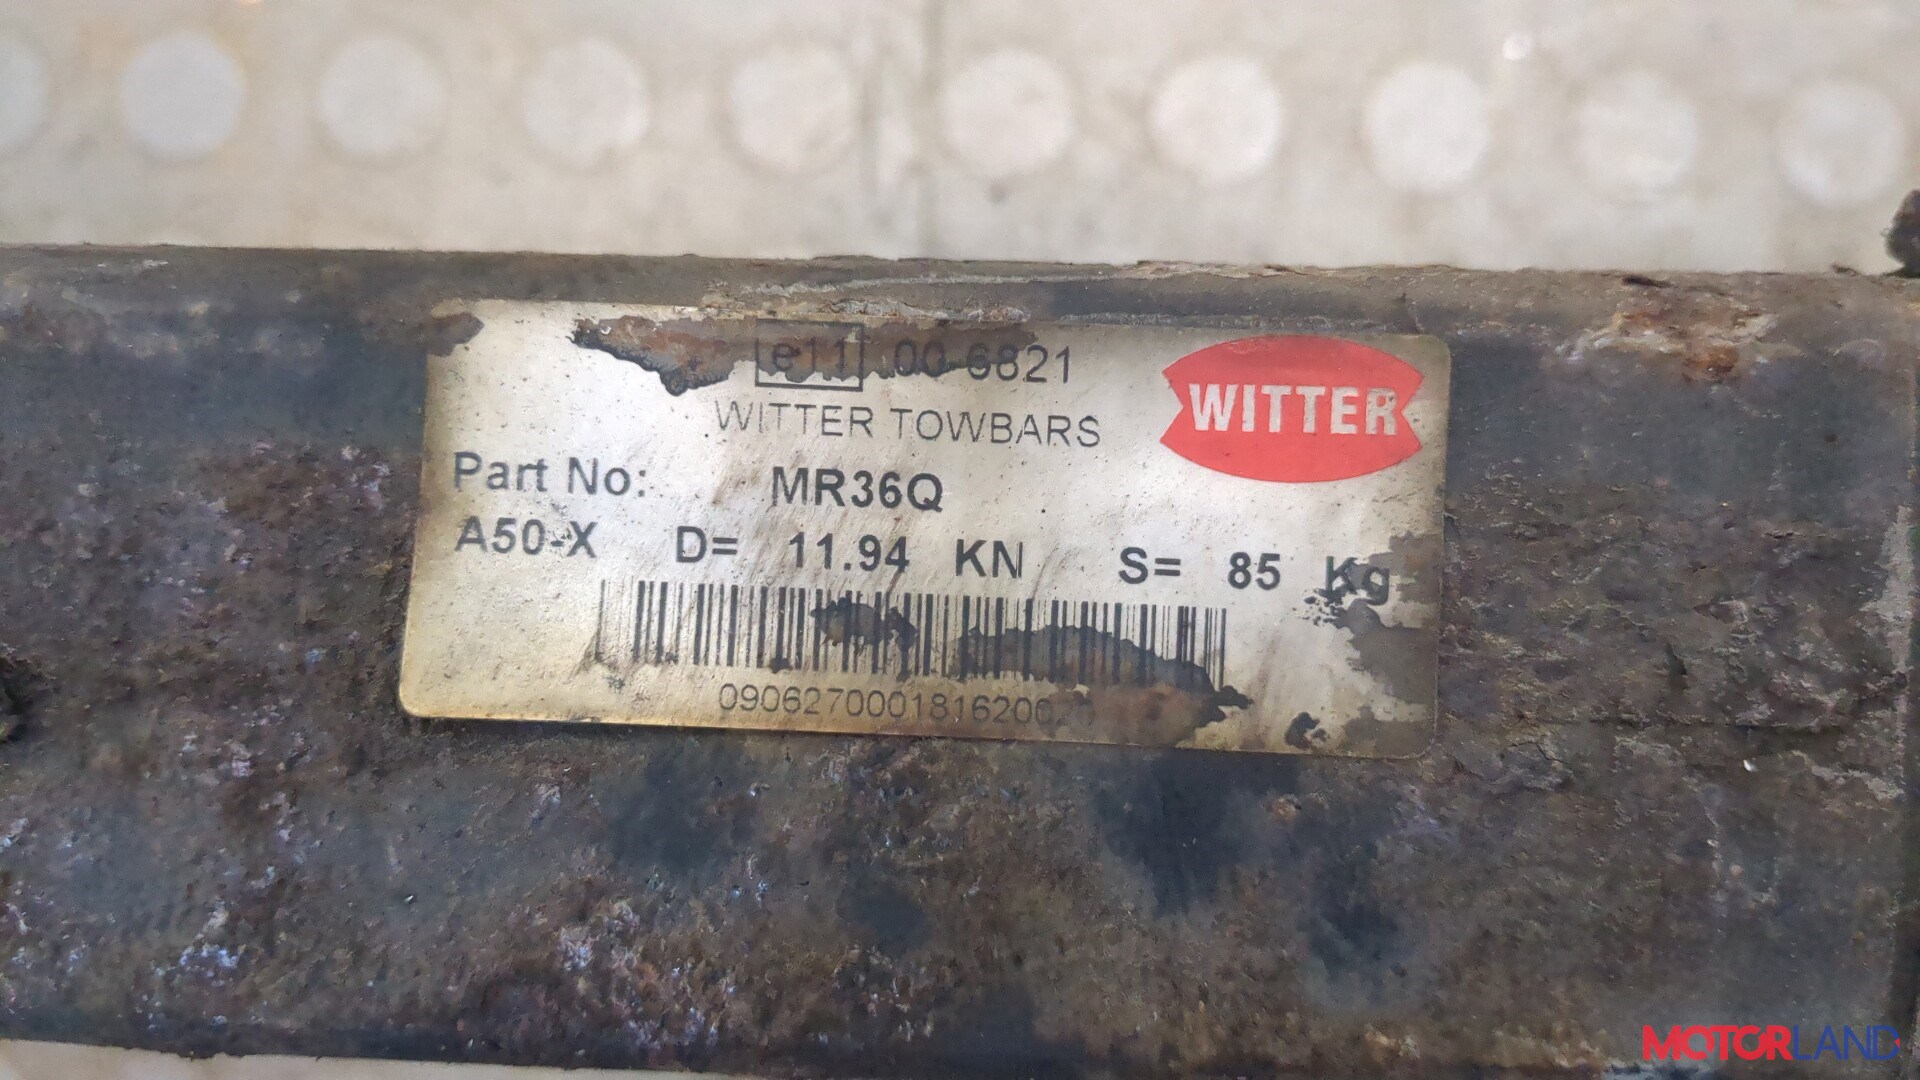 e11 00-6821
WITTER TOWBARS
WITTER
Part No: MR36Q
A50-X D= 11.94 KN S= 85 Kg
MOTORLAND